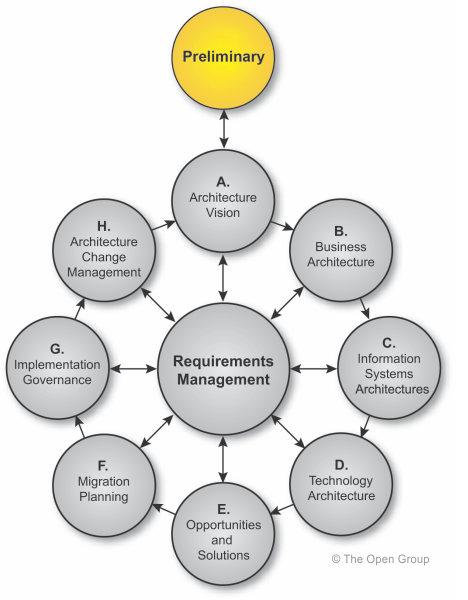 Preliminary
A.
Architecture
Vision
B.
Business
Architecture
C.
Information
Systems
Architectures
D.
Technology
Architecture
E.
Opportunities
and
Solutions
F.
Migration
Planning
G.
Implementation
Governance
H.
Architecture
Change
Management
Requirements
Management
© The Open Group